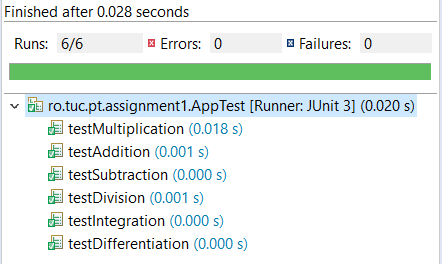 Finished after 0.028 seconds
Runs: 6/6 Errors: 0 Failures: 0
ro.tuc.pt.assignment1.AppTest [Runner: JUnit 3] (0.020 s)
testMultiplication (0.018 s)
testAddition (0.001 s)
testSubtraction (0.000 s)
testDivision (0.001 s)
testIntegration (0.000 s)
testDifferentiation (0.000 s)